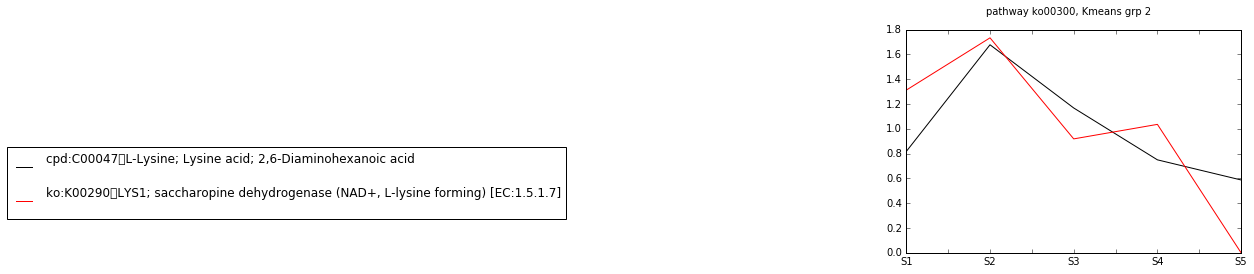 pathway ko00300, Kmeans grp 2
1.8
1.6
1.4
1.2
1.0
0.8
0.6
0.4
0.2
0.0
S1 S2 S3 S4 S5
cpd:C00047▯L-Lysine; Lysine acid; 2,6-Diaminohexanoic acid
ko:K00290▯LYS1; saccharopine dehydrogenase (NAD+, L-lysine forming) [EC:1.5.1.7]